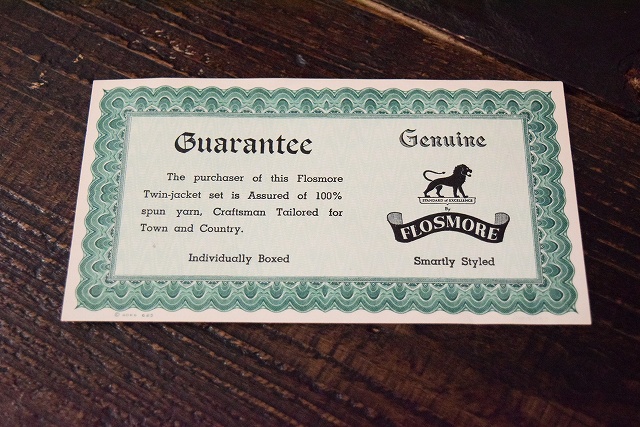 Guarantee
The purchaser of this Flosmore
Twin-jacket set is Assured of 100%
spun yarn, Craftsman Tailored for
Town and Country.
Individually Boxed
Genuine
STANDARD of EXCELLENCE
By
FLOSMORE
Smartly Styled